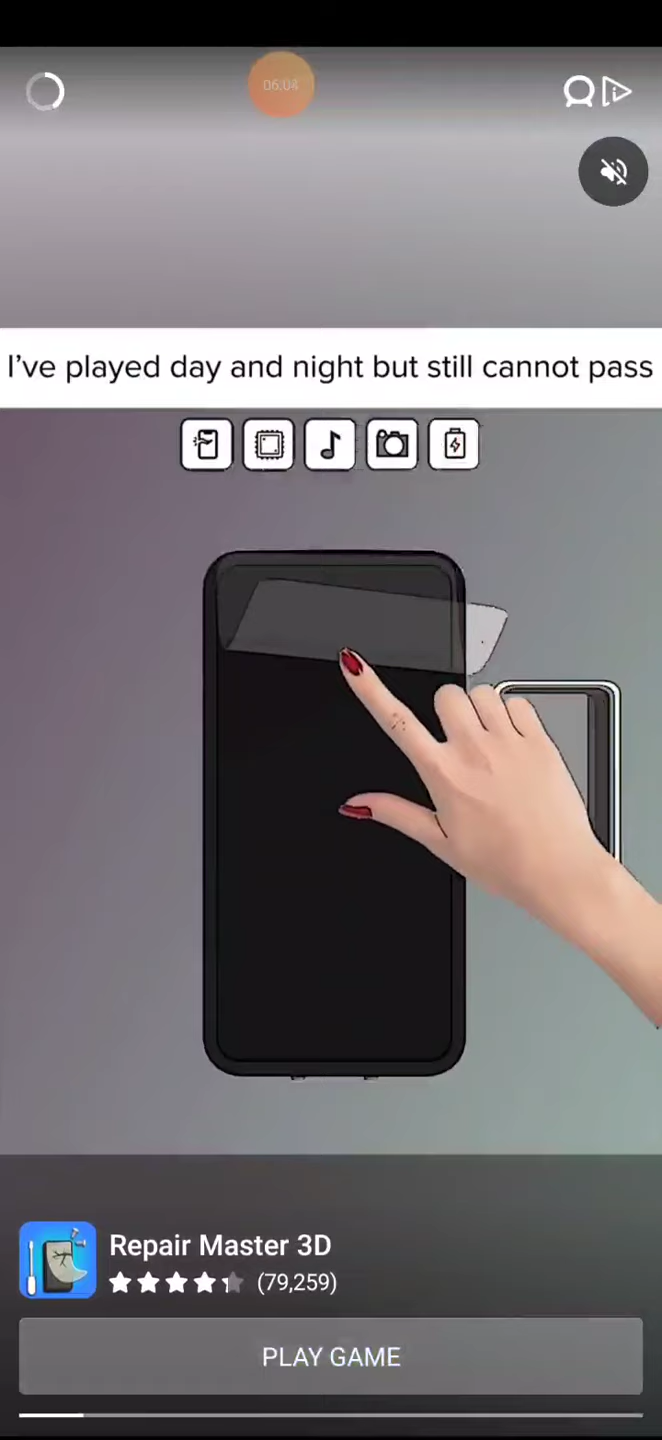 06:04
I've played day and night but still cannot pass
Repair Master 3D
(79,259)
PLAY GAME